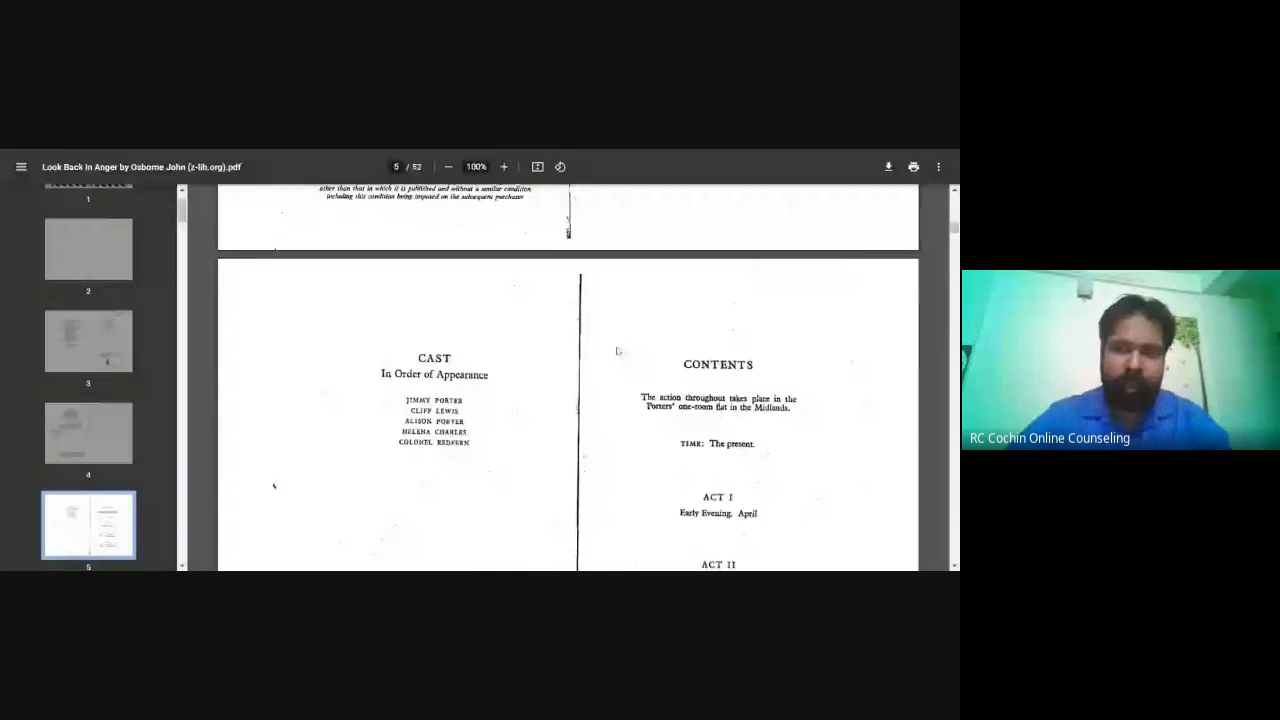 Look Back in Anger by Osborne John (z-lib.org).pdf
5 / 52
100%
1
2
3
4
5
other than that in which it is published and without a similar condition
including this condition being imposed on the subsequent purchaser
CAST
In Order of Appearance
JIMMY PORTER
CLIFF LEWIS
ALISON PORTER
HELENA CHARLES
COLONEL REDFERN
CONTENTS
The action throughout takes place in the
Porters' one-room flat in the Midlands.
TIME: The present.
ACT I
Early Evening. April
ACT II
RC Cochin Online Counseling